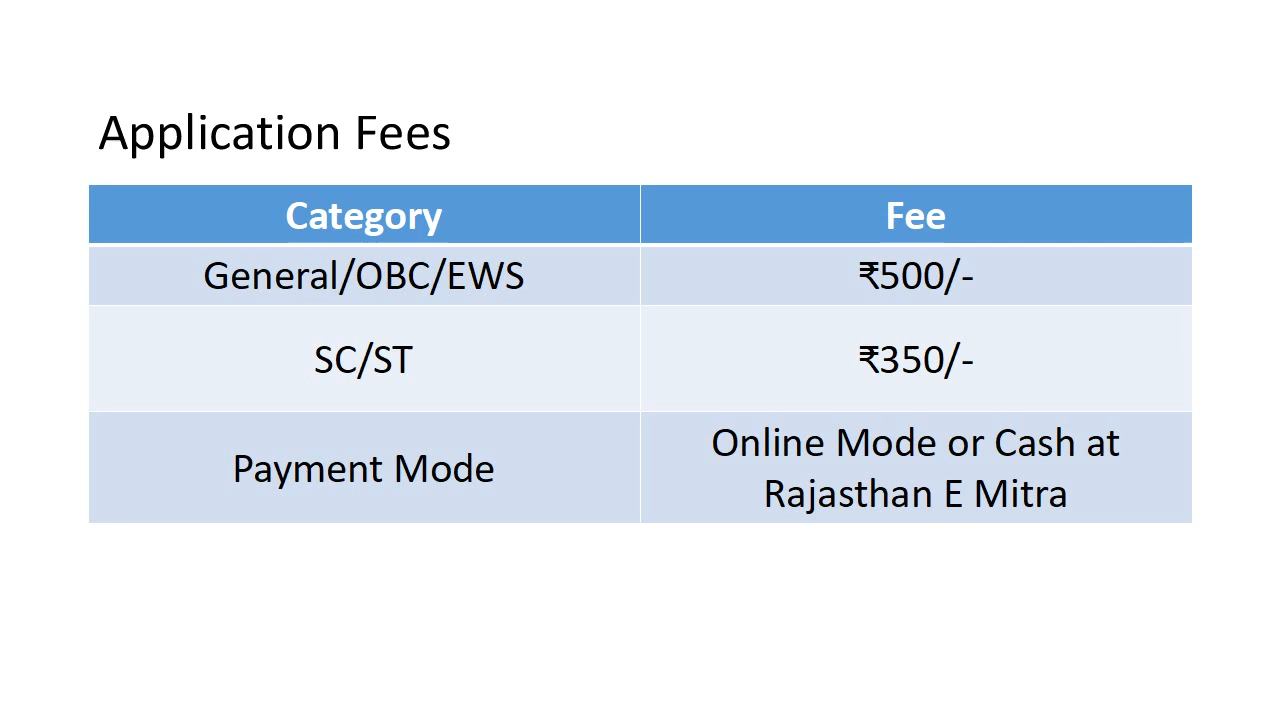 Application Fees
Category Fee
General/OBC/EWS ₹500/-
SC/ST ₹350/-
Payment Mode Online Mode or Cash at
Rajasthan E Mitra